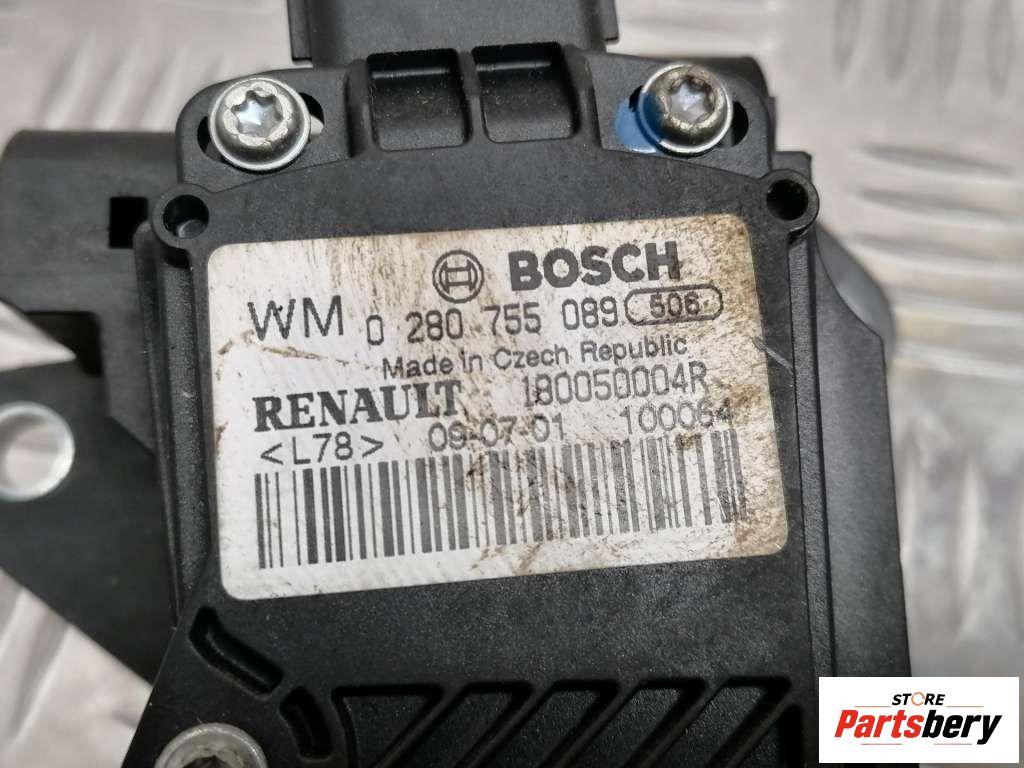 BOSCH
WM 0 280 755 089 506
Made in Czech Republic
RENAULT 180050004R
<L78> 09-07-01 100064
STORE
Partsbery